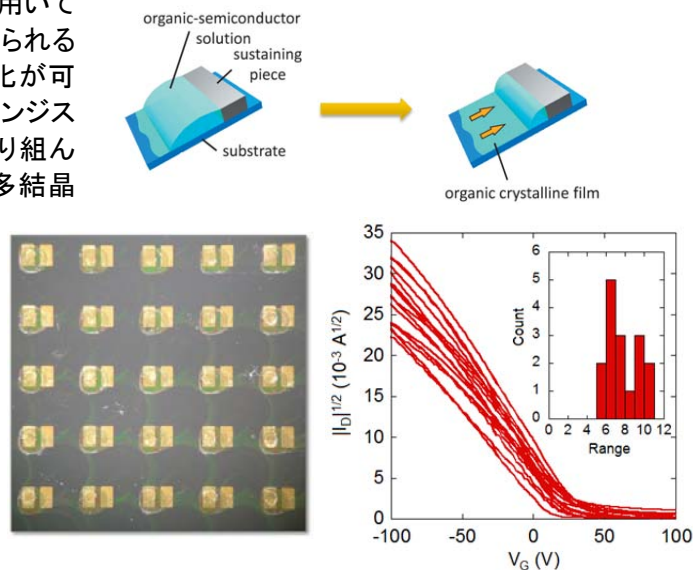 用いて
られる
とが可
ンジス
り組ん
多結晶
organic-semiconductor
solution
sustaining
piece
substrate
organic crystalline film
35
30
25
20
15
10
5
0
|I_D|^1/2 (10^-3 A^1/2)
-100
-50
0
50
100
V_G (V)
6
5
4
3
2
1
0
Count
0 2 4 6 8 10 12
Range